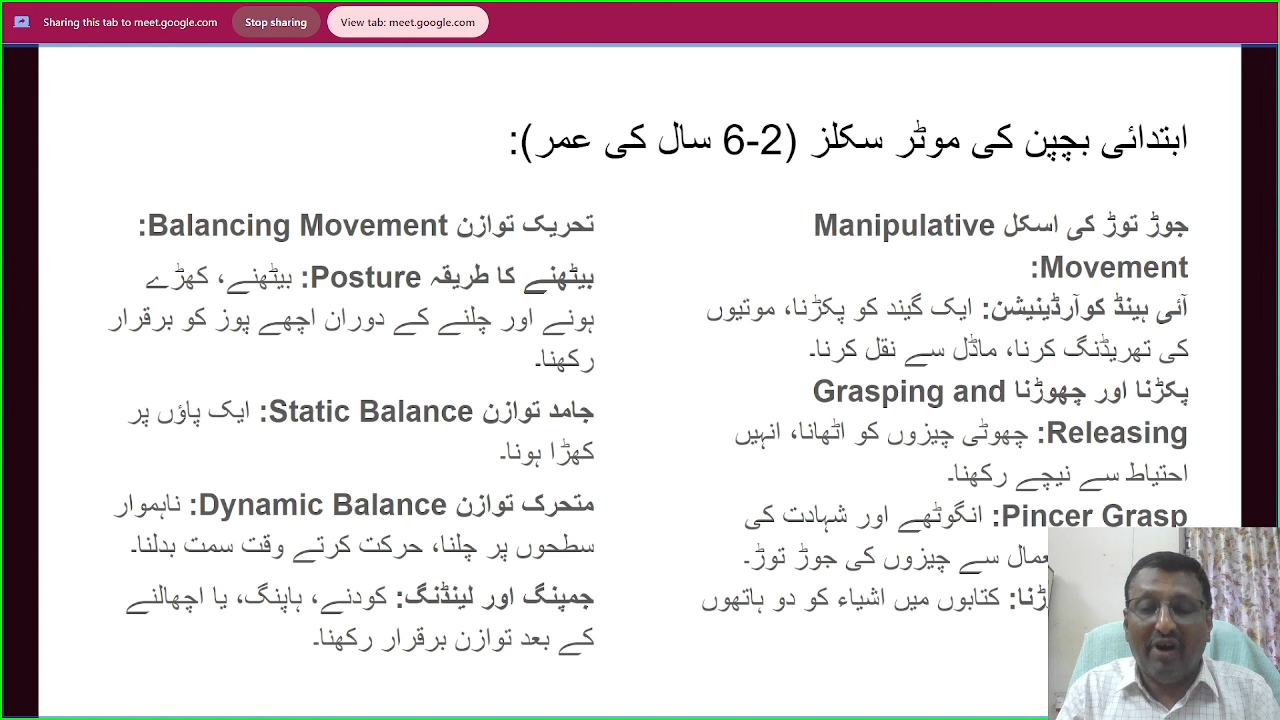 Sharing this tab to meet.google.com
Stop sharing
View tab: meet.google.com
ابتدائی بچپن کی موٹر سکلز (2-6 سال کی عمر):
جوڑ توڑ کی اسکل Manipulative
Movement:
آئی ہینڈ کوآرڈینیشن: ایک گیند کو پکڑنا، موتیوں
کی تھریڈنگ کرنا، ماڈل سے نقل کرنا۔
پکڑنا اور چھوڑنا Grasping and
Releasing: چھوٹی چیزوں کو اٹھانا، انہیں
احتیاط سے نیچے رکھنا۔
Pincer Grasp: انگوٹھے اور شہادت کی
سے چیزوں کی جوڑ توڑ۔
کتابوں میں اشیاء کو دو ہاتھوں
تحریک توازن Balancing Movement:
بیٹھنے کا طریقہ Posture: بیٹھنے، کھڑے
ہونے اور چلنے کے دوران اچھے پوز کو برقرار
رکھنا۔
جامد توازن Static Balance: ایک پاؤں پر
کھڑا ہونا۔
متحرک توازن Dynamic Balance: ناہموار
سطحوں پر چلنا، حرکت کرتے وقت سمت بدلنا۔
جمپنگ اور لینڈنگ: کودنے، ہاپنگ، یا اچھالنے
کے بعد توازن برقرار رکھنا۔